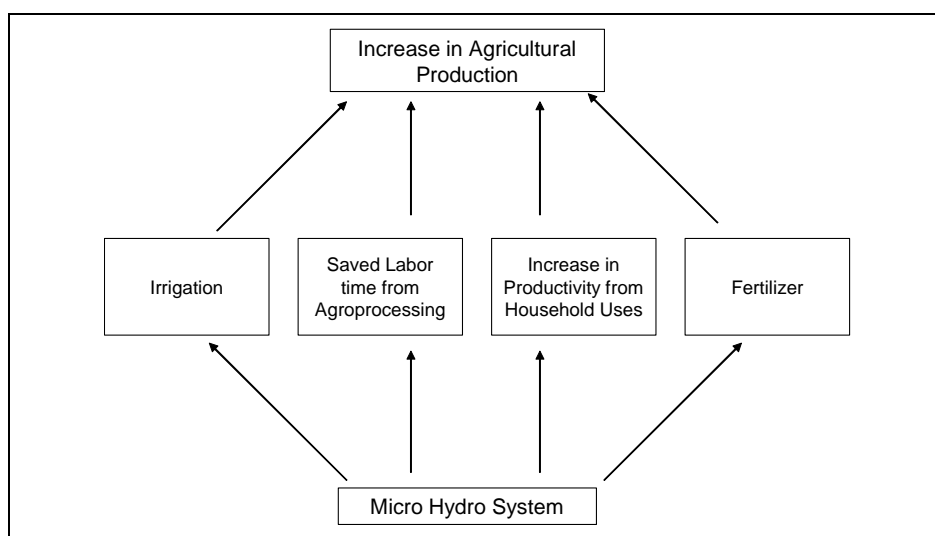 Increase in Agricultural
Production
Irrigation
Saved Labor
time from
Agroprocessing
Increase in
Productivity from
Household Uses
Fertilizer
Micro Hydro System